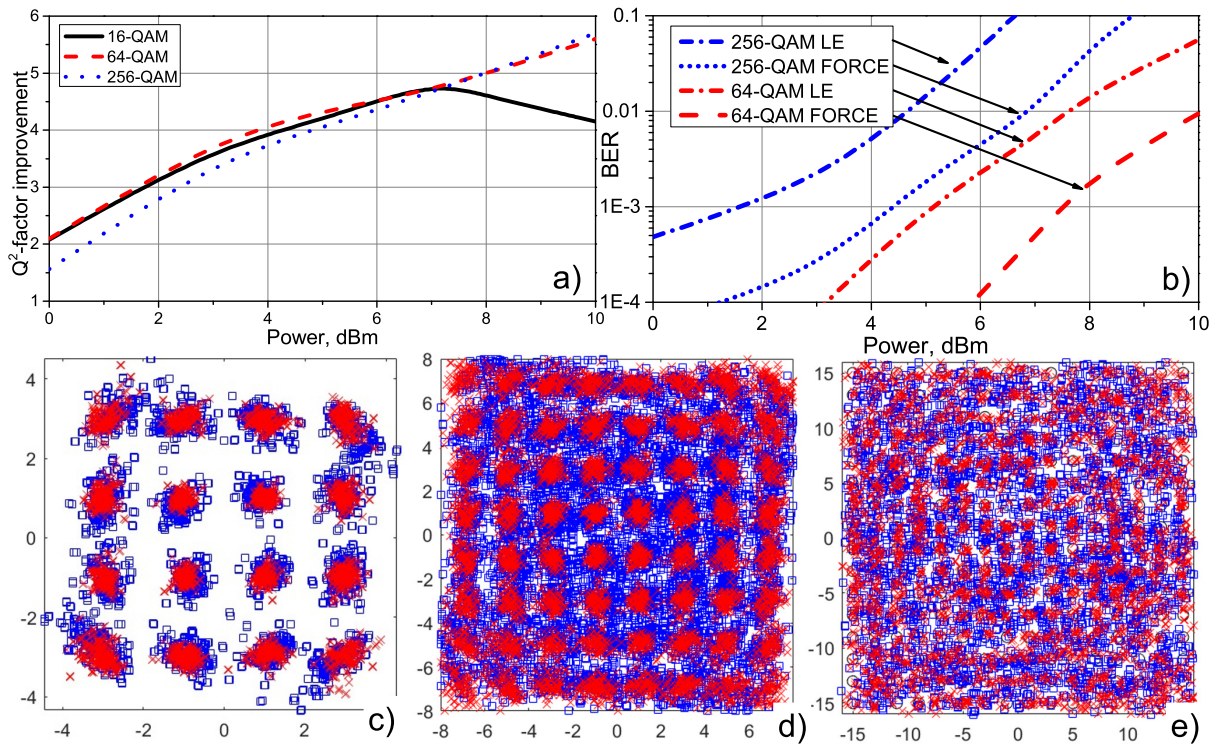 6
5
4
3
2
1
Q²-factor improvement
16-QAM
64-QAM
256-QAM
a)
0 2 4 6 8 10
Power, dBm
0.1
0.01
1E-3
1E-4
BER
256-QAM LE
256-QAM FORCE
64-QAM LE
64-QAM FORCE
b)
0 2 4 6 8 10
Power, dBm
4
2
0
-2
-4
-4 -2 0 2
c)
8
6
4
2
0
-2
-4
-6
-8
-8 -6 -4 -2 0 2 4 6
d)
15
10
5
0
-5
-10
-15
-15 -10 -5 0 5 10
e)